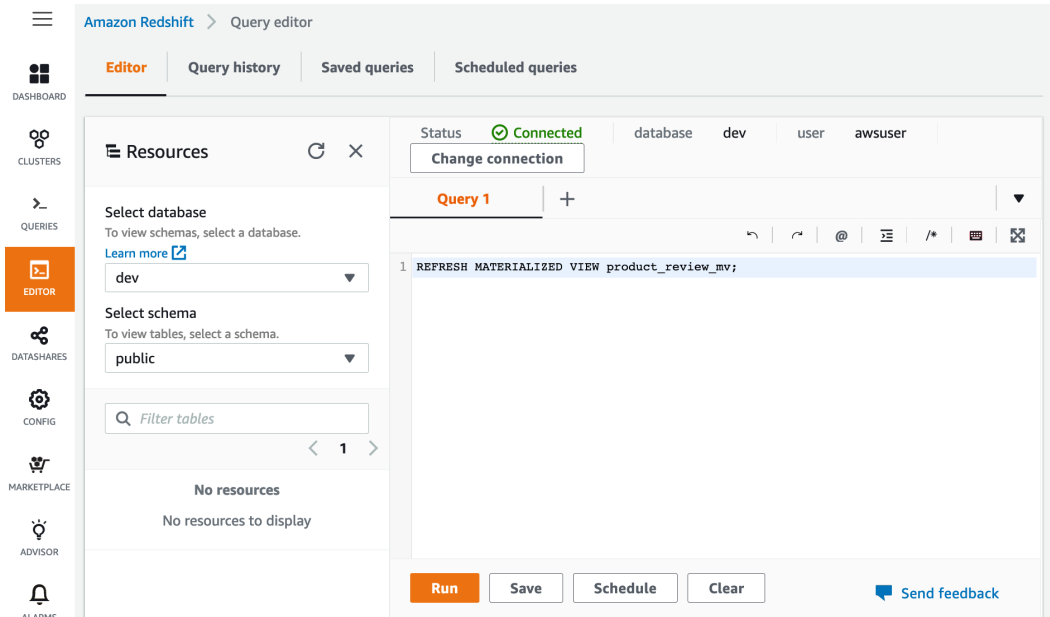 Amazon Redshift > Query editor
Editor
Query history
Saved queries
Scheduled queries
DASHBOARD
CLUSTERS
QUERIES
EDITOR
DATASHARES
CONFIG
MARKETPLACE
ADVISOR
ALARMS
Resources
Select database
To view schemas, select a database.
Learn more
dev
Select schema
To view tables, select a schema.
public
Filter tables
1
No resources
No resources to display
Status Connected database dev user awsuser
Change connection
Query 1 +
@ /*
1 REFRESH MATERIALIZED VIEW product_review_mv;
Run
Save
Schedule
Clear
Send feedback